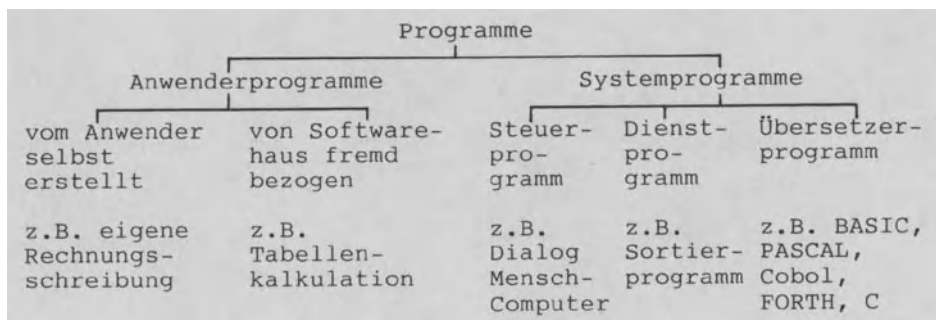 Programme
Anwenderprogramme Systemprogramme
vom Anwender von Software- Steuer- Dienst- Übersetzer-
selbst haus fremd pro- pro- programm
erstellt bezogen gramm gramm
z.B. eigene z.B. z.B. z.B. z.B. BASIC,
Rechnungs- Tabellen- Dialog Sortier- PASCAL,
schreibung kalkulation Mensch- programm Cobol,
Computer FORTH, C